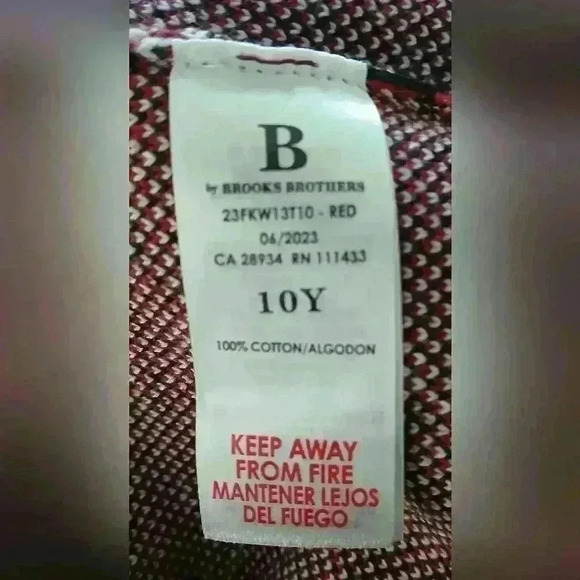 B
by BROOKS BROTHERS
23FKW13T10 - RED
06/2023
CA 28934 RN 111433
10Y
100% COTTON/ALGODON
KEEP AWAY
FROM FIRE
MANTENER LEJOS
DEL FUEGO